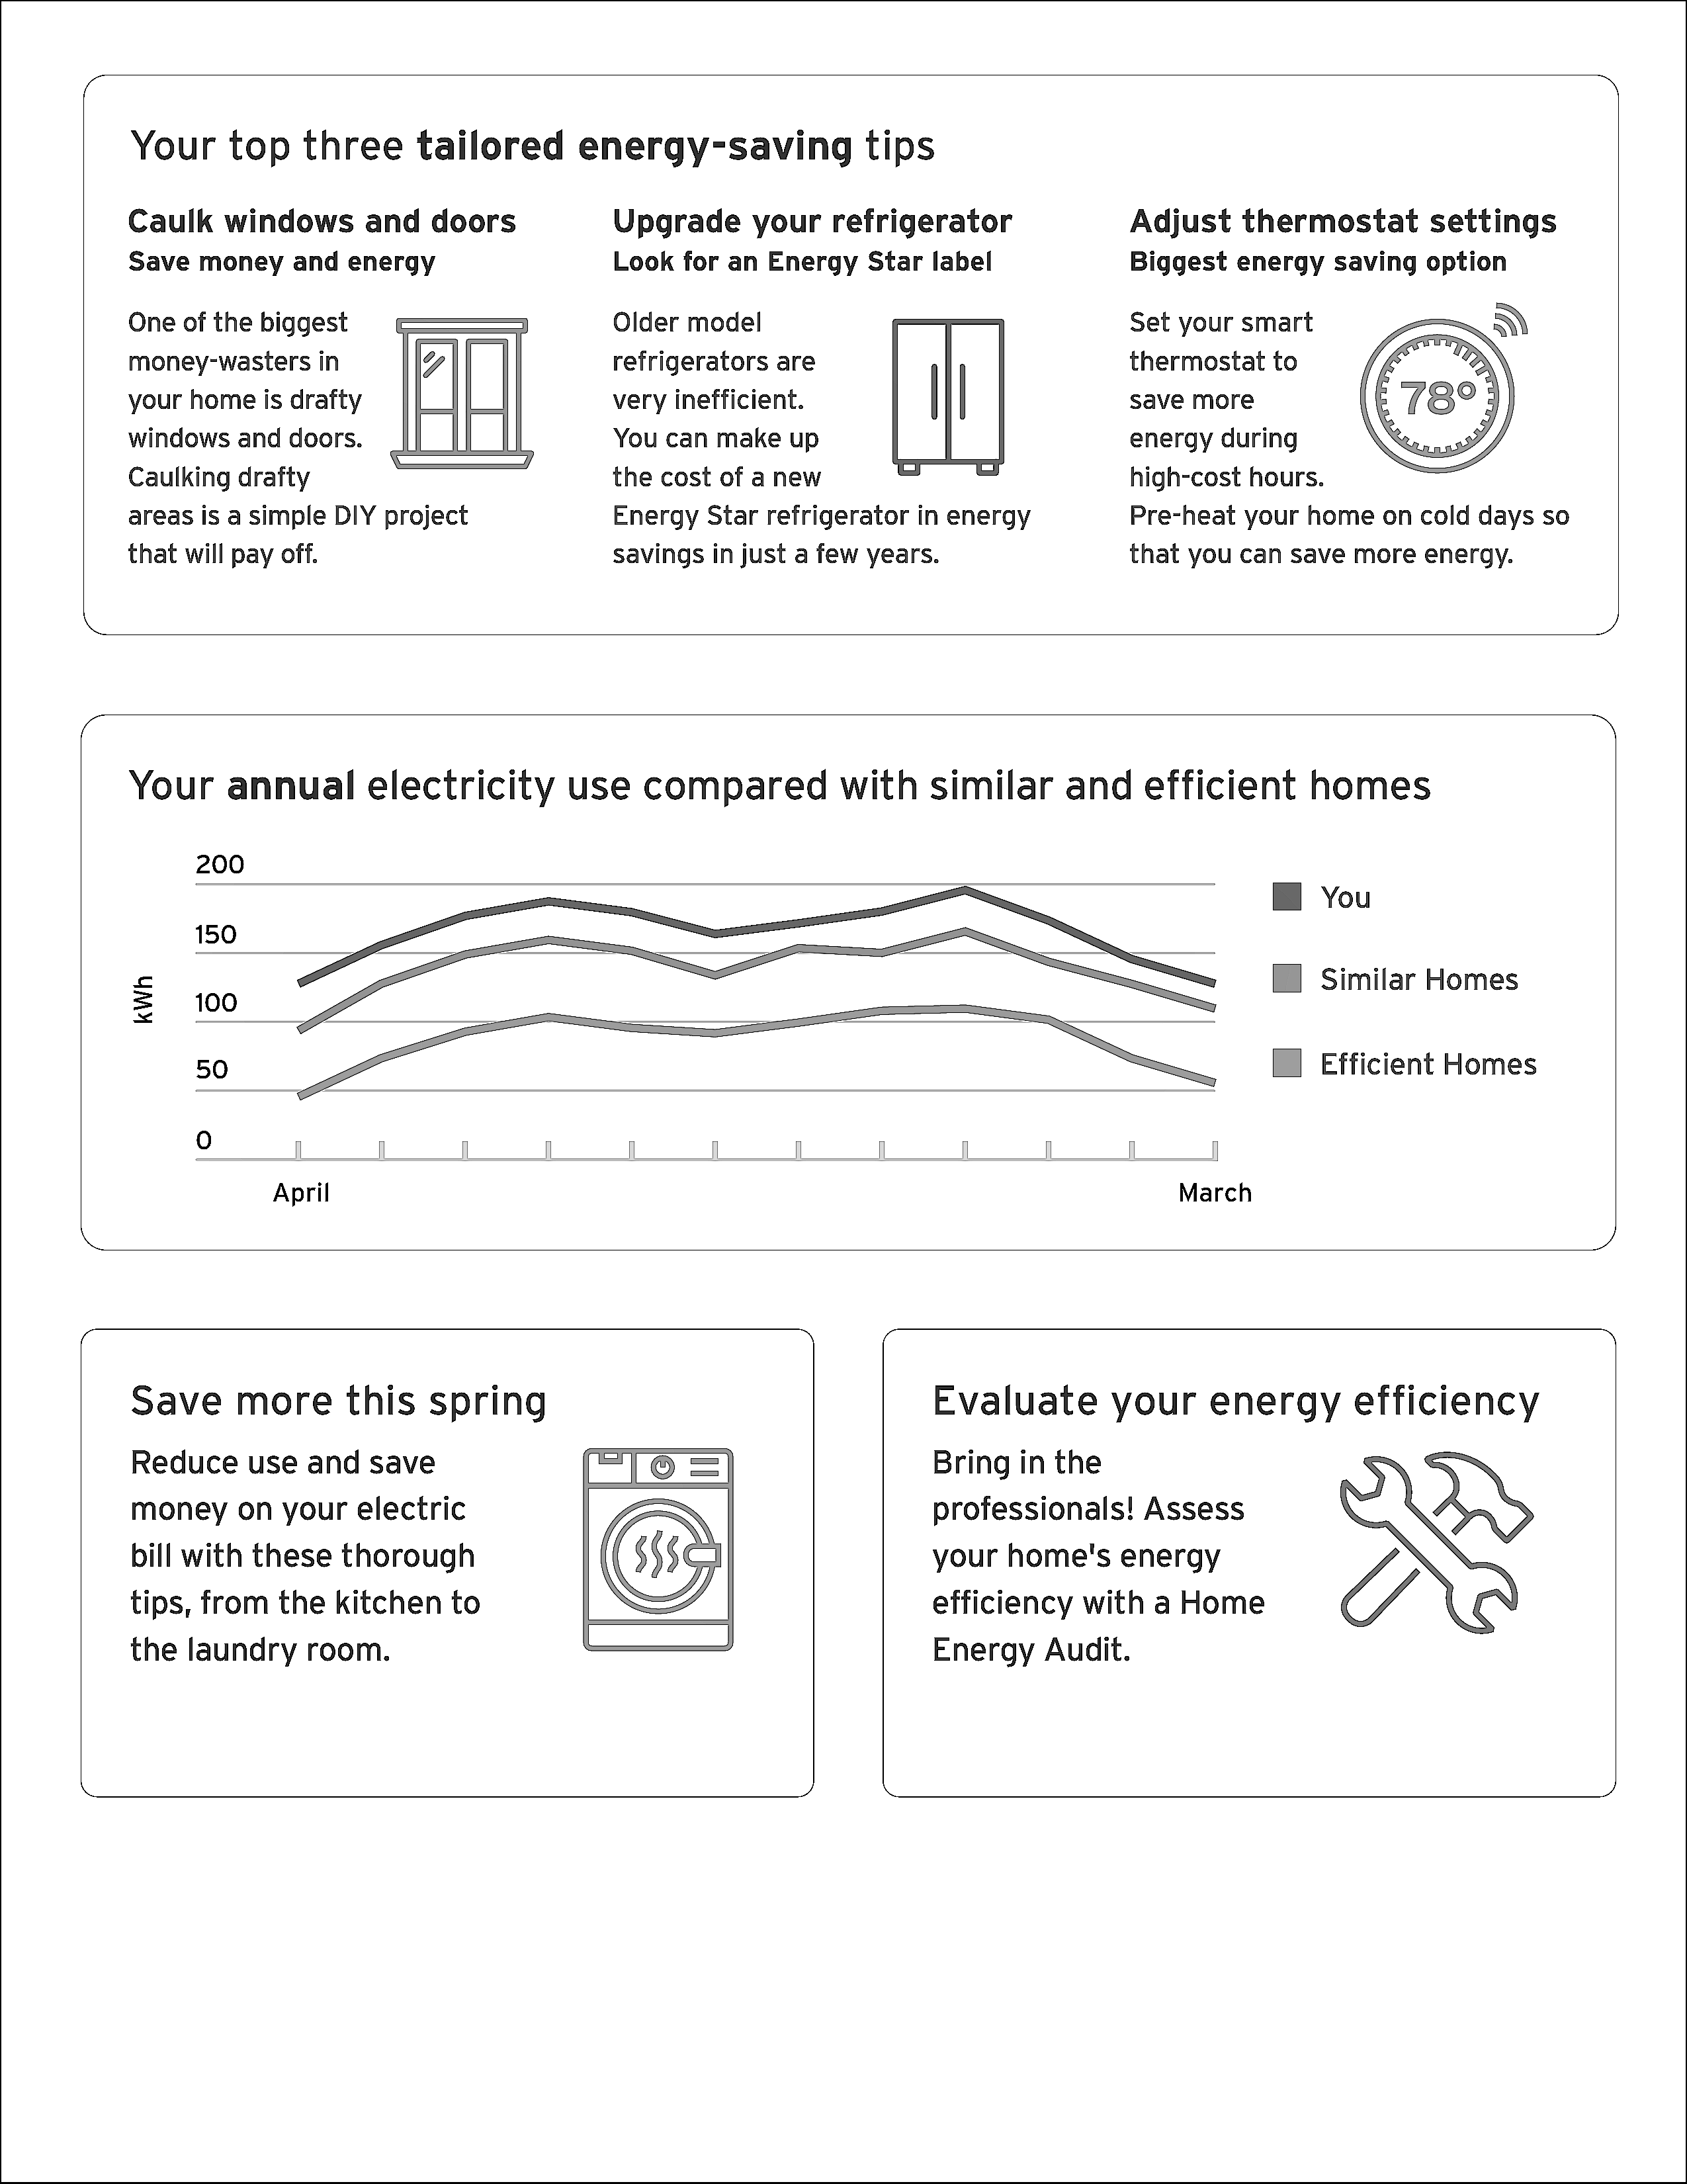 Your top three tailored energy-saving tips
Caulk windows and doors
Save money and energy
One of the biggest
money-wasters in
your home is drafty
windows and doors.
Caulking drafty
areas is a simple DIY project
that will pay off.
Upgrade your refrigerator
Look for an Energy Star label
Older model
refrigerators are
very inefficient.
You can make up
the cost of a new
Energy Star refrigerator in energy
savings in just a few years.
Adjust thermostat settings
Biggest energy saving option
Set your smart
thermostat to
save more
energy during
high-cost hours.
Pre-heat your home on cold days so
that you can save more energy.
78°
Your annual electricity use compared with similar and efficient homes
kWh
200
150
100
50
0
April
March
You
Similar Homes
Efficient Homes
Save more this spring
Reduce use and save
money on your electric
bill with these thorough
tips, from the kitchen to
the laundry room.
Evaluate your energy efficiency
Bring in the
professionals! Assess
your home's energy
efficiency with a Home
Energy Audit.